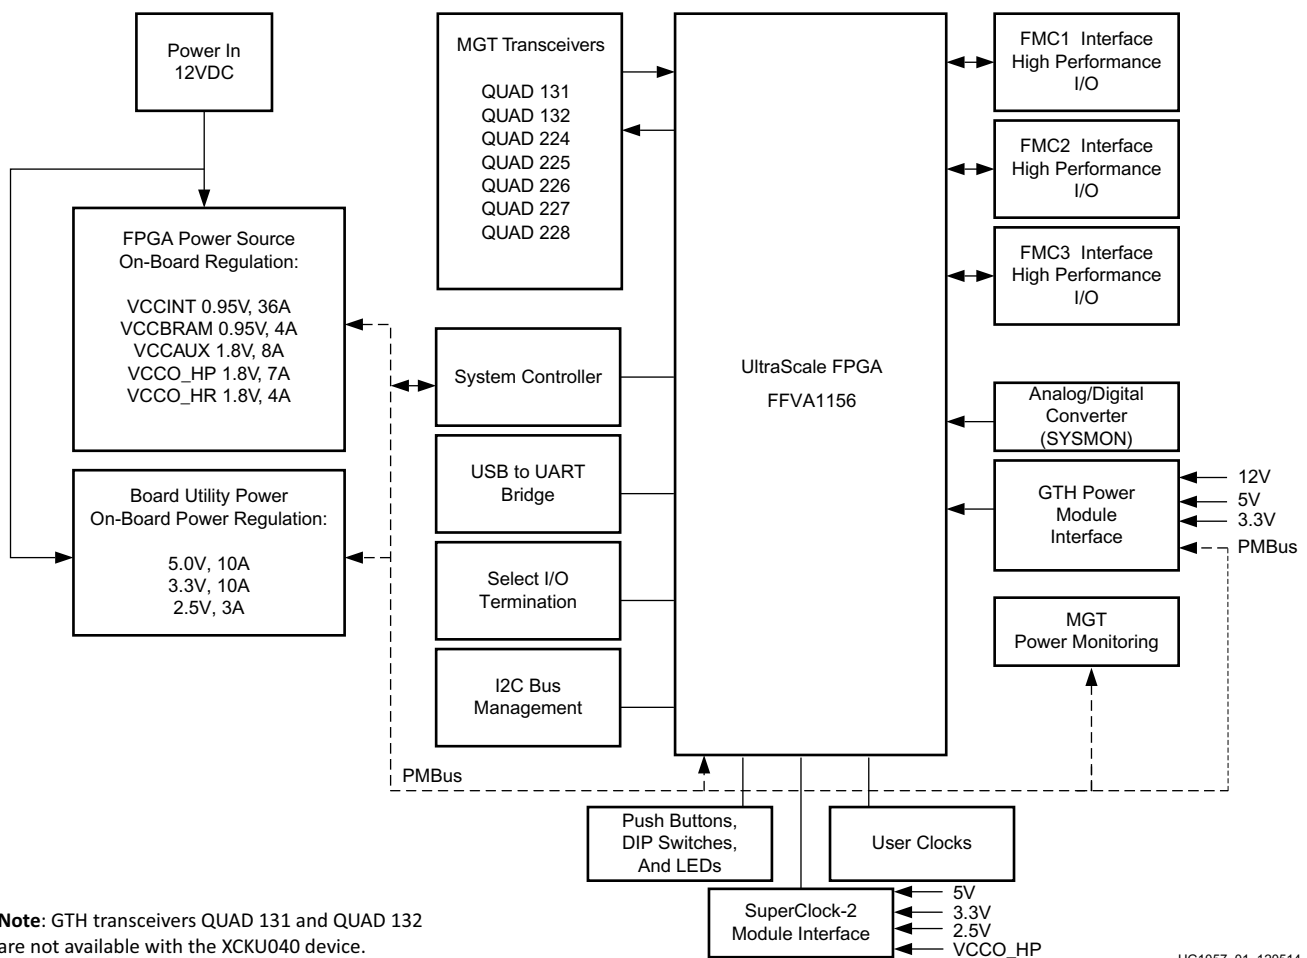 Power In
12VDC
MGT Transceivers
QUAD 131
QUAD 132
QUAD 224
QUAD 225
QUAD 226
QUAD 227
QUAD 228
FMC1 Interface
High Performance
I/O
FMC2 Interface
High Performance
I/O
FMC3 Interface
High Performance
I/O
FPGA Power Source
On-Board Regulation:
VCCINT 0.95V, 36A
VCCBRAM 0.95V, 4A
VCCAUX 1.8V, 8A
VCCO_HP 1.8V, 7A
VCCO_HR 1.8V, 4A
System Controller
UltraScale FPGA
FFVA1156
Analog/Digital
Converter
(SYSMON)
Board Utility Power
On-Board Power Regulation:
5.0V, 10A
3.3V, 10A
2.5V, 3A
USB to UART
Bridge
GTH Power
Module
Interface
12V
5V
3.3V
PMBus
Select I/O
Termination
MGT
Power Monitoring
I2C Bus
Management
PMBus
Push Buttons,
DIP Switches,
And LEDs
User Clocks
SuperClock-2
Module Interface
5V
3.3V
2.5V
VCCO_HP
Note: GTH transceivers QUAD 131 and QUAD 132
are not available with the XCKU040 device.